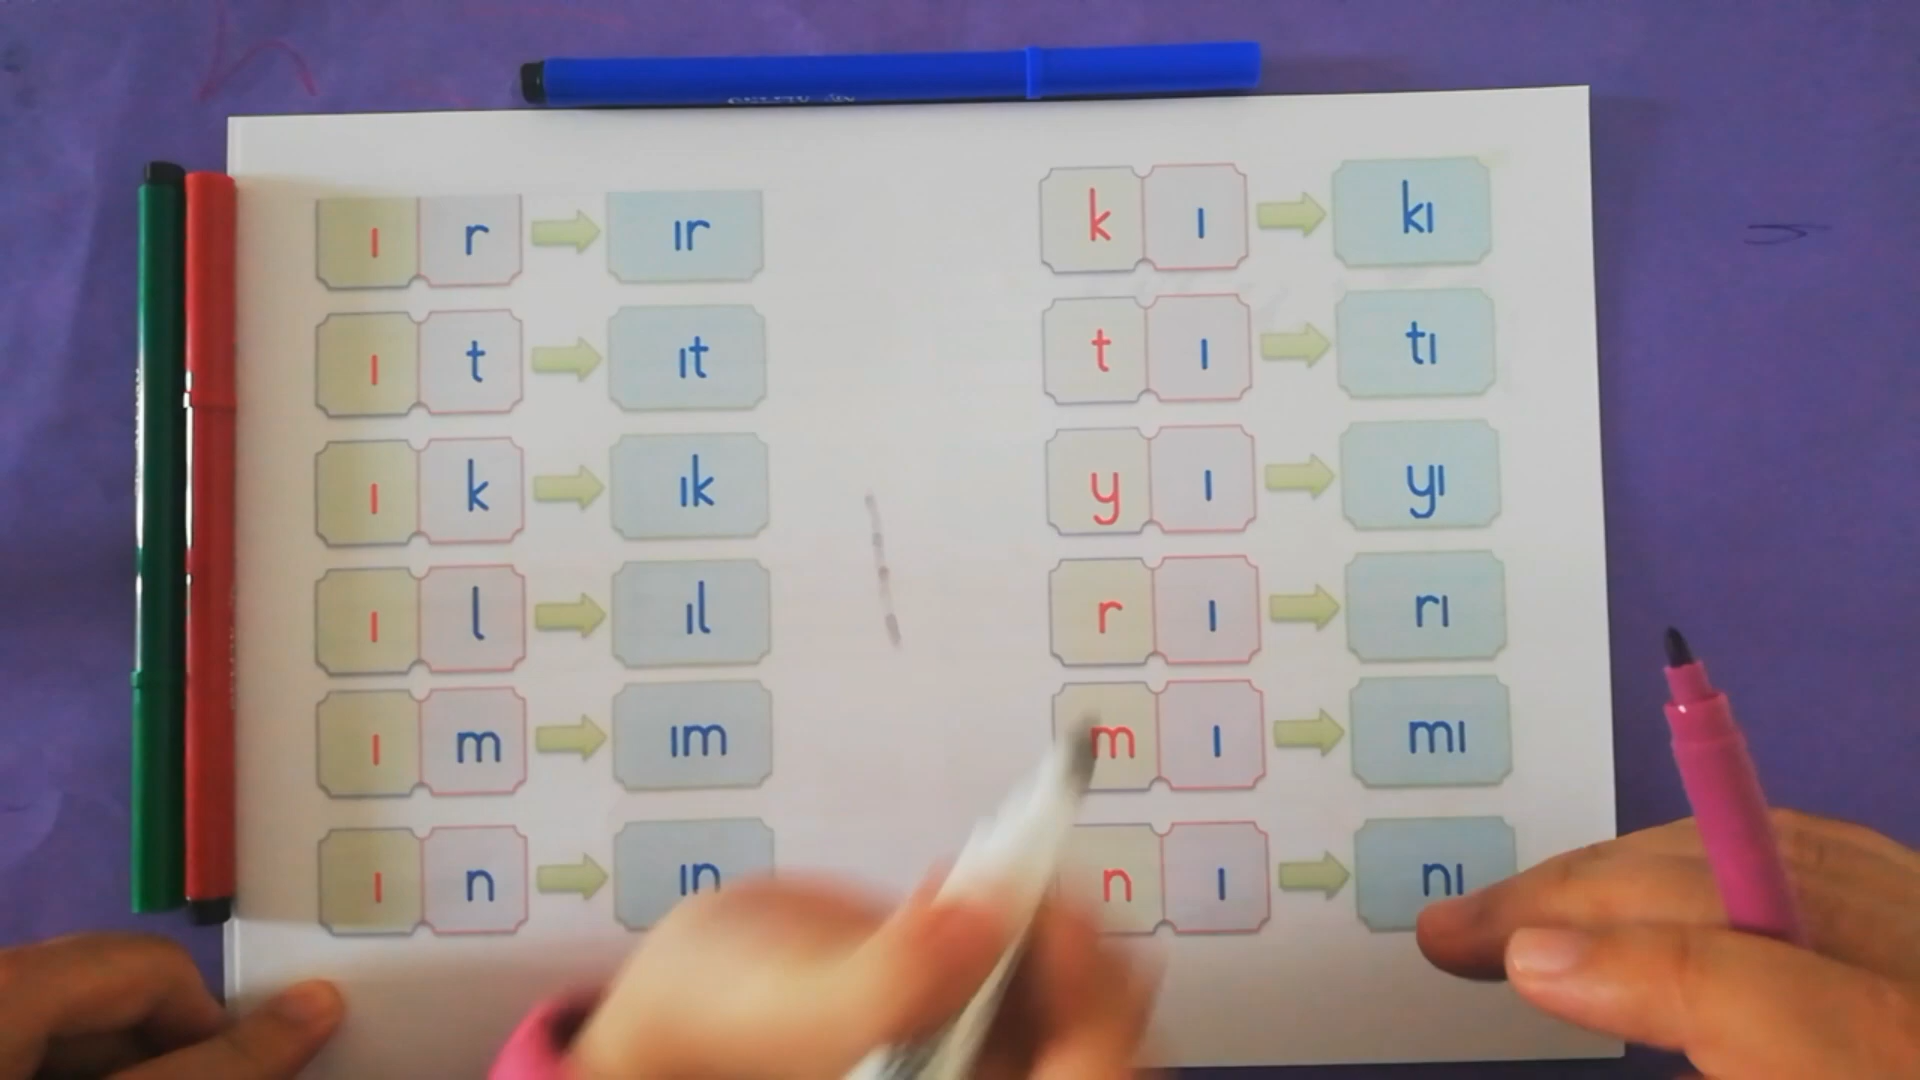 ı r ır
ı t ıt
ı k ık
ı l ıl
ı m ım
ı n ın
k ı kı
t ı tı
y ı yı
r ı rı
m ı mı
n ı nı